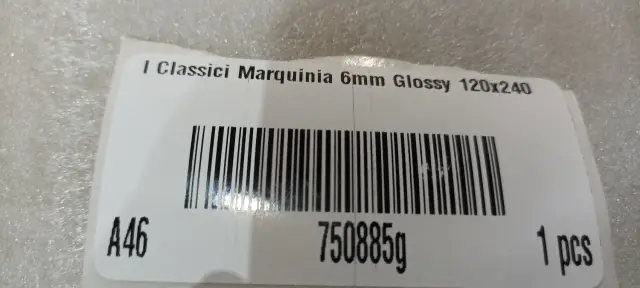 I Classici Marquinia 6mm Glossy 120x240
A46 750885g 1 pcs